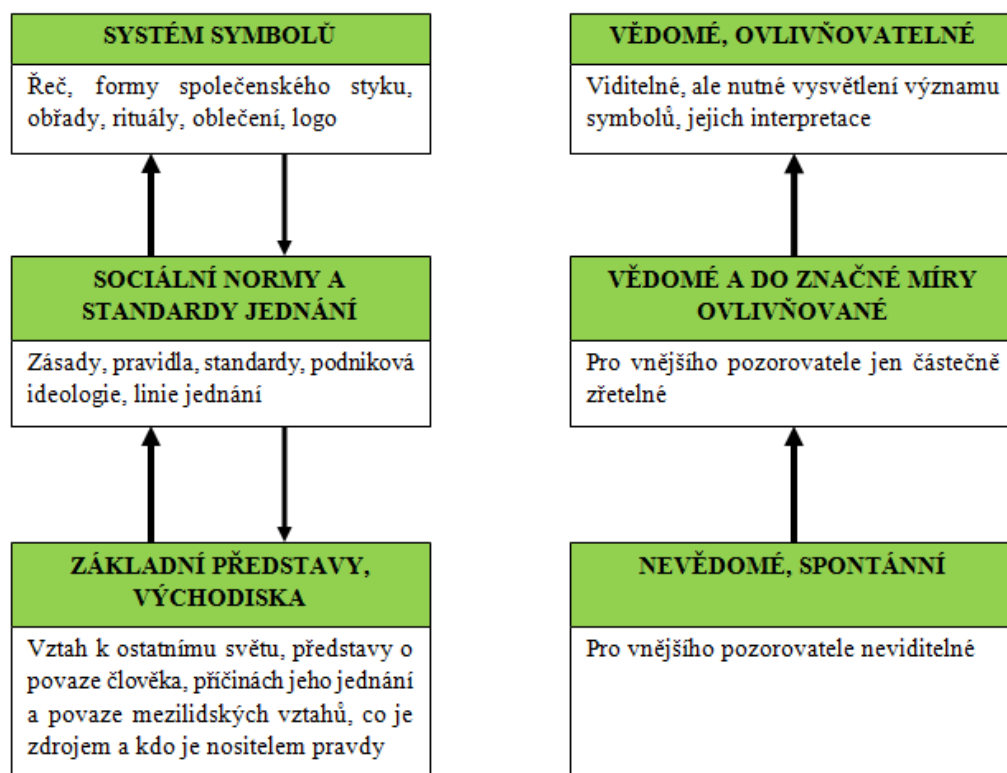 SYSTÉM SYMBOLŮ
Řeč, formy společenského styku,
obřady, rituály, oblečení, logo
VĚDOMÉ, OVLIVŇOVATELNÉ
Viditelné, ale nutné vysvětlení významu
symbolů, jejich interpretace
SOCIÁLNÍ NORMY A
STANDARDY JEDNÁNÍ
Zásady, pravidla, standardy, podniková
ideologie, linie jednání
VĚDOMÉ A DO ZNAČNÉ MÍRY
OVLIVŇOVANÉ
Pro vnějšího pozorovatele jen částečně
zřetelné
ZÁKLADNÍ PŘEDSTAVY,
VÝCHODISKA
Vztah k ostatnímu světu, představy o
povaze člověka, příčinách jeho jednání
a povaze mezilidských vztahů, co je
zdrojem a kdo je nositelem pravdy
NEVĚDOMÉ, SPONTÁNNÍ
Pro vnějšího pozorovatele neviditelné